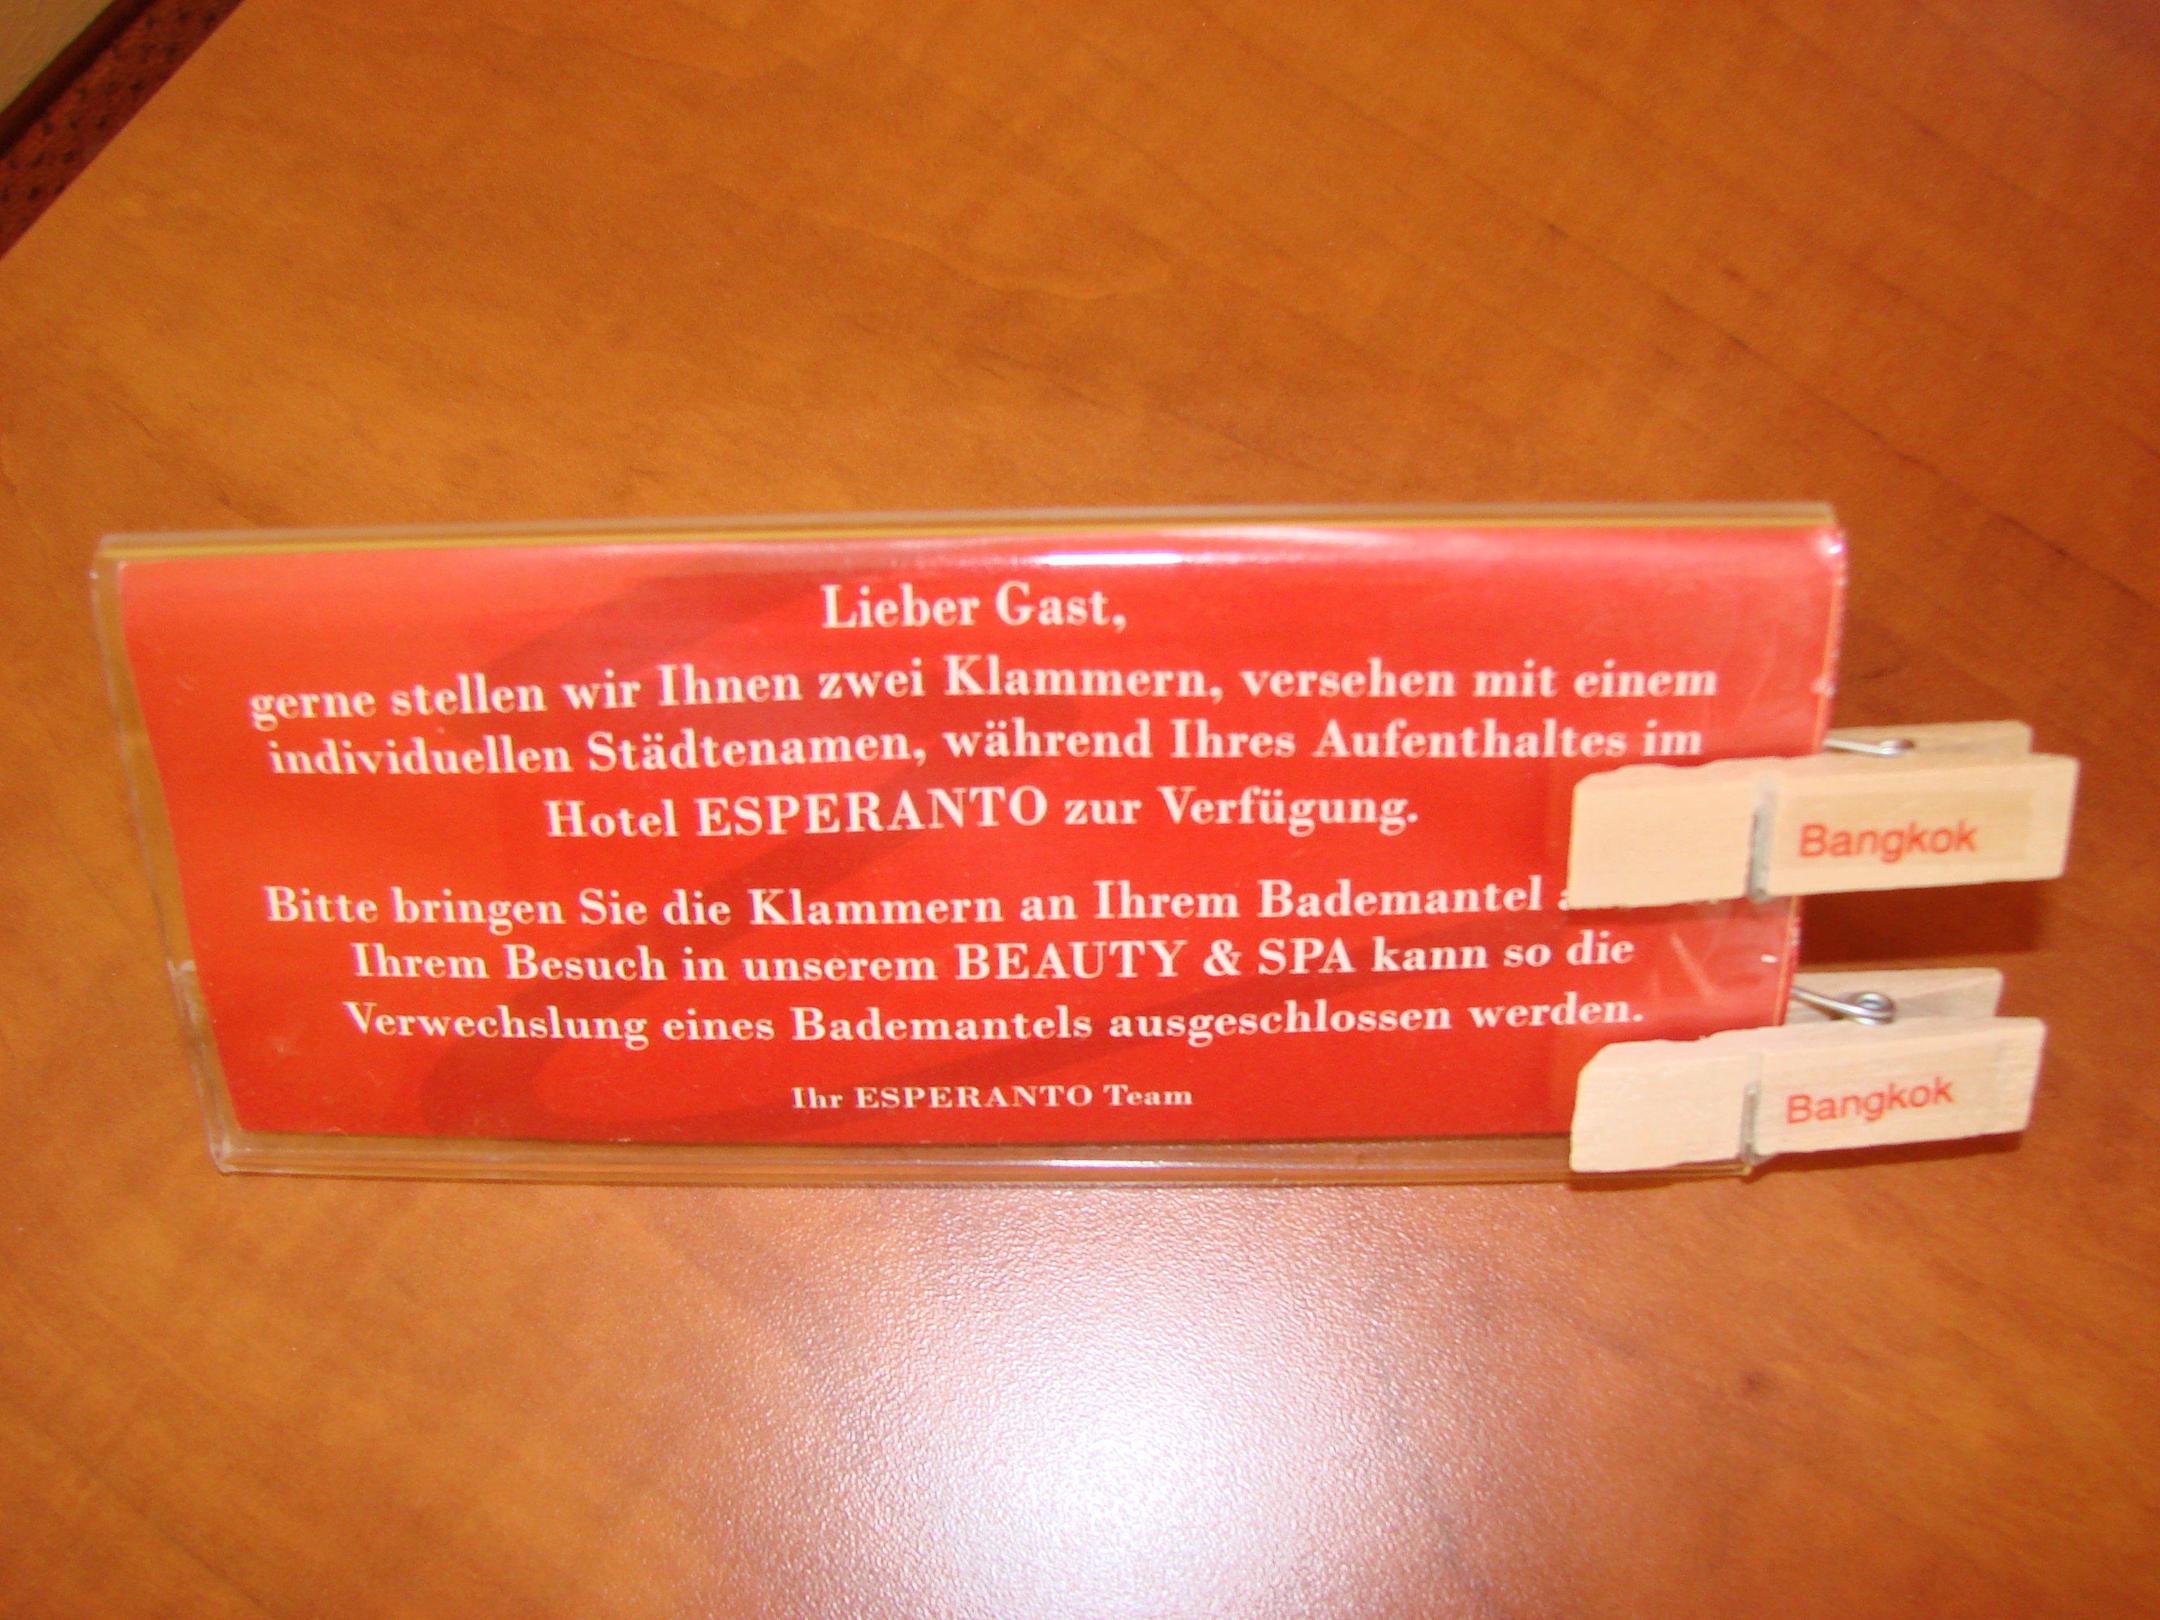 Lieber Gast,
gerne stellen wir Ihnen zwei Klammern, versehen mit einem
individuellen Städtenamen, während Ihres Aufenthaltes im
Hotel ESPERANTO zur Verfügung.
Bitte bringen Sie die Klammern an Ihrem Bademantel
Ihrem Besuch in unserem BEAUTY & SPA kann so die
Verwechslung eines Bademantels ausgeschlossen werden.
Ihr ESPERANTO Team
Bangkok
Bangkok